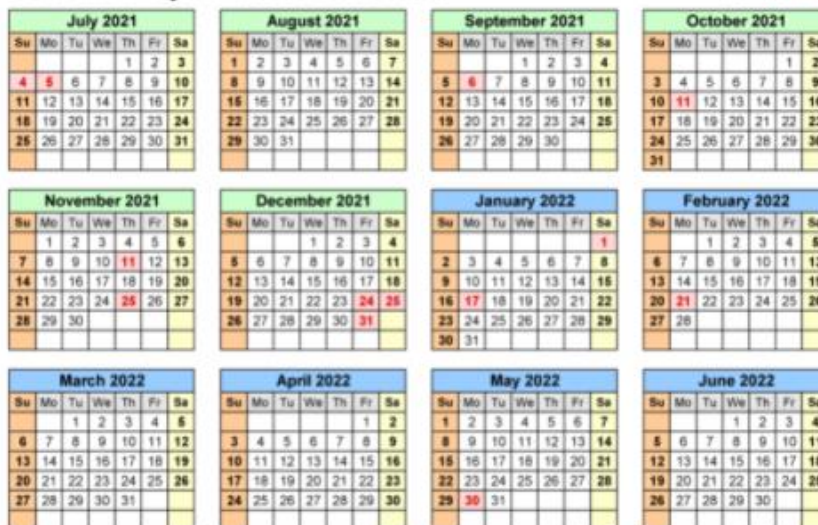 July 2021
Su Mo Tu We Th Fr Sa
1 2 3
4 5 6 7 8 9 10
11 12 13 14 15 16 17
18 19 20 21 22 23 24
25 26 27 28 29 30 31
August 2021
Su Mo Tu We Th Fr Sa
1 2 3 4 5 6 7
8 9 10 11 12 13 14
15 16 17 18 19 20 21
22 23 24 25 26 27 28
29 30 31
September 2021
Su Mo Tu We Th Fr Sa
1 2 3 4
5 6 7 8 9 10 11
12 13 14 15 16 17 18
19 20 21 22 23 24 25
26 27 28 29 30
October 2021
Su Mo Tu We Th Fr Sa
1 2
3 4 5 6 7 8 9
10 11 12 13 14 15 16
17 18 19 20 21 22 23
24 25 26 27 28 29 30
31
November 2021
Su Mo Tu We Th Fr Sa
1 2 3 4 5 6
7 8 9 10 11 12 13
14 15 16 17 18 19 20
21 22 23 24 25 26 27
28 29 30
December 2021
Su Mo Tu We Th Fr Sa
1 2 3 4
5 6 7 8 9 10 11
12 13 14 15 16 17 18
19 20 21 22 23 24 25
26 27 28 29 30 31
January 2022
Su Mo Tu We Th Fr Sa
1
2 3 4 5 6 7 8
9 10 11 12 13 14 15
16 17 18 19 20 21 22
23 24 25 26 27 28 29
30 31
February 2022
Su Mo Tu We Th Fr Sa
1 2 3 4 5
6 7 8 9 10 11 12
13 14 15 16 17 18 19
20 21 22 23 24 25 26
27 28
March 2022
Su Mo Tu We Th Fr Sa
1 2 3 4 5
6 7 8 9 10 11 12
13 14 15 16 17 18 19
20 21 22 23 24 25 26
27 28 29 30 31
April 2022
Su Mo Tu We Th Fr Sa
1 2
3 4 5 6 7 8 9
10 11 12 13 14 15 16
17 18 19 20 21 22 23
24 25 26 27 28 29 30
May 2022
Su Mo Tu We Th Fr Sa
1 2 3 4 5 6 7
8 9 10 11 12 13 14
15 16 17 18 19 20 21
22 23 24 25 26 27 28
29 30 31
June 2022
Su Mo Tu We Th Fr Sa
1 2 3 4
5 6 7 8 9 10 11
12 13 14 15 16 17 18
19 20 21 22 23 24 25
26 27 28 29 30